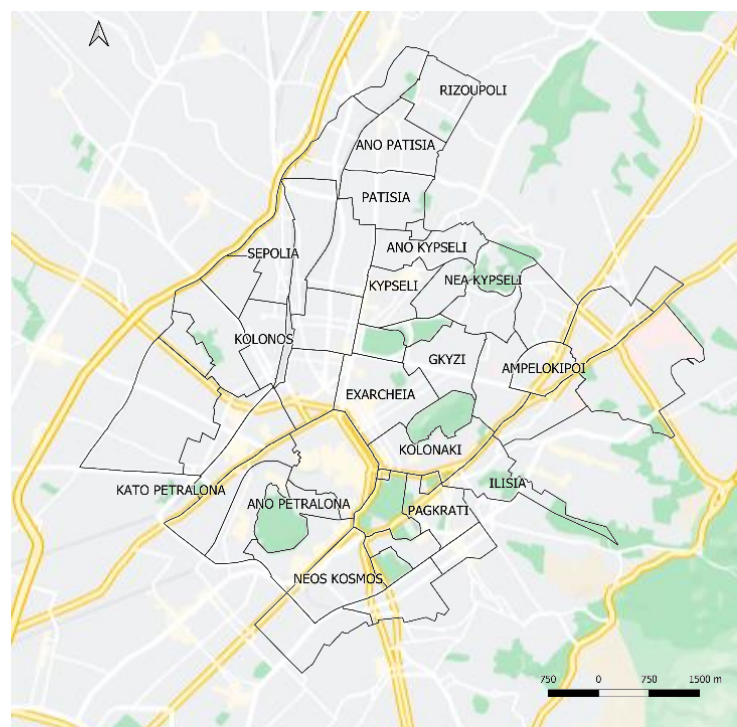 RIZOUPOLI
ANO PATISIA
PATISIA
ANO KYPSELI
SEPOLIA
KYPSELI
NEA KYPSELI
KOLONOS
GKYZI
AMPELOKIPOI
EXARCHEIA
KOLONAKI
KATO PETRALONA
ILISIA
ANO PETRALONA
PAGKRATI
NEOS KOSMOS
750 0 750 1500 m